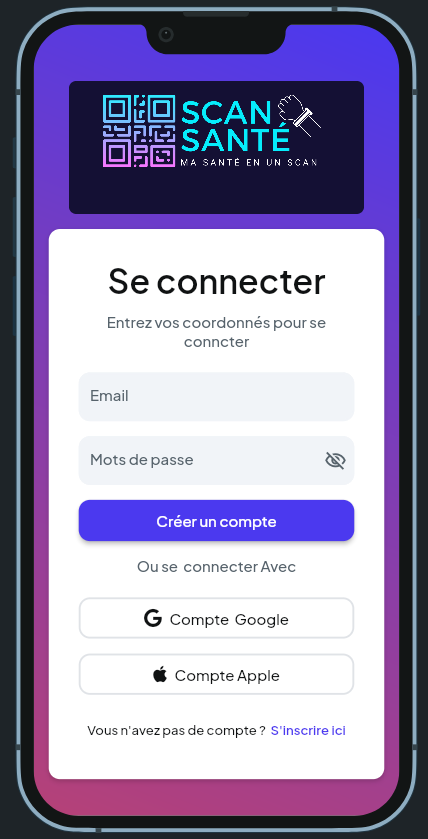 SCAN
SANTÉ
MA SANTÉ EN UN SCAN
Se connecter
Entrez vos coordonnés pour se
conncter
Email
Mots de passe
Créer un compte
Ou se connecter Avec
Compte Google
Compte Apple
Vous n'avez pas de compte ? S'inscrire ici